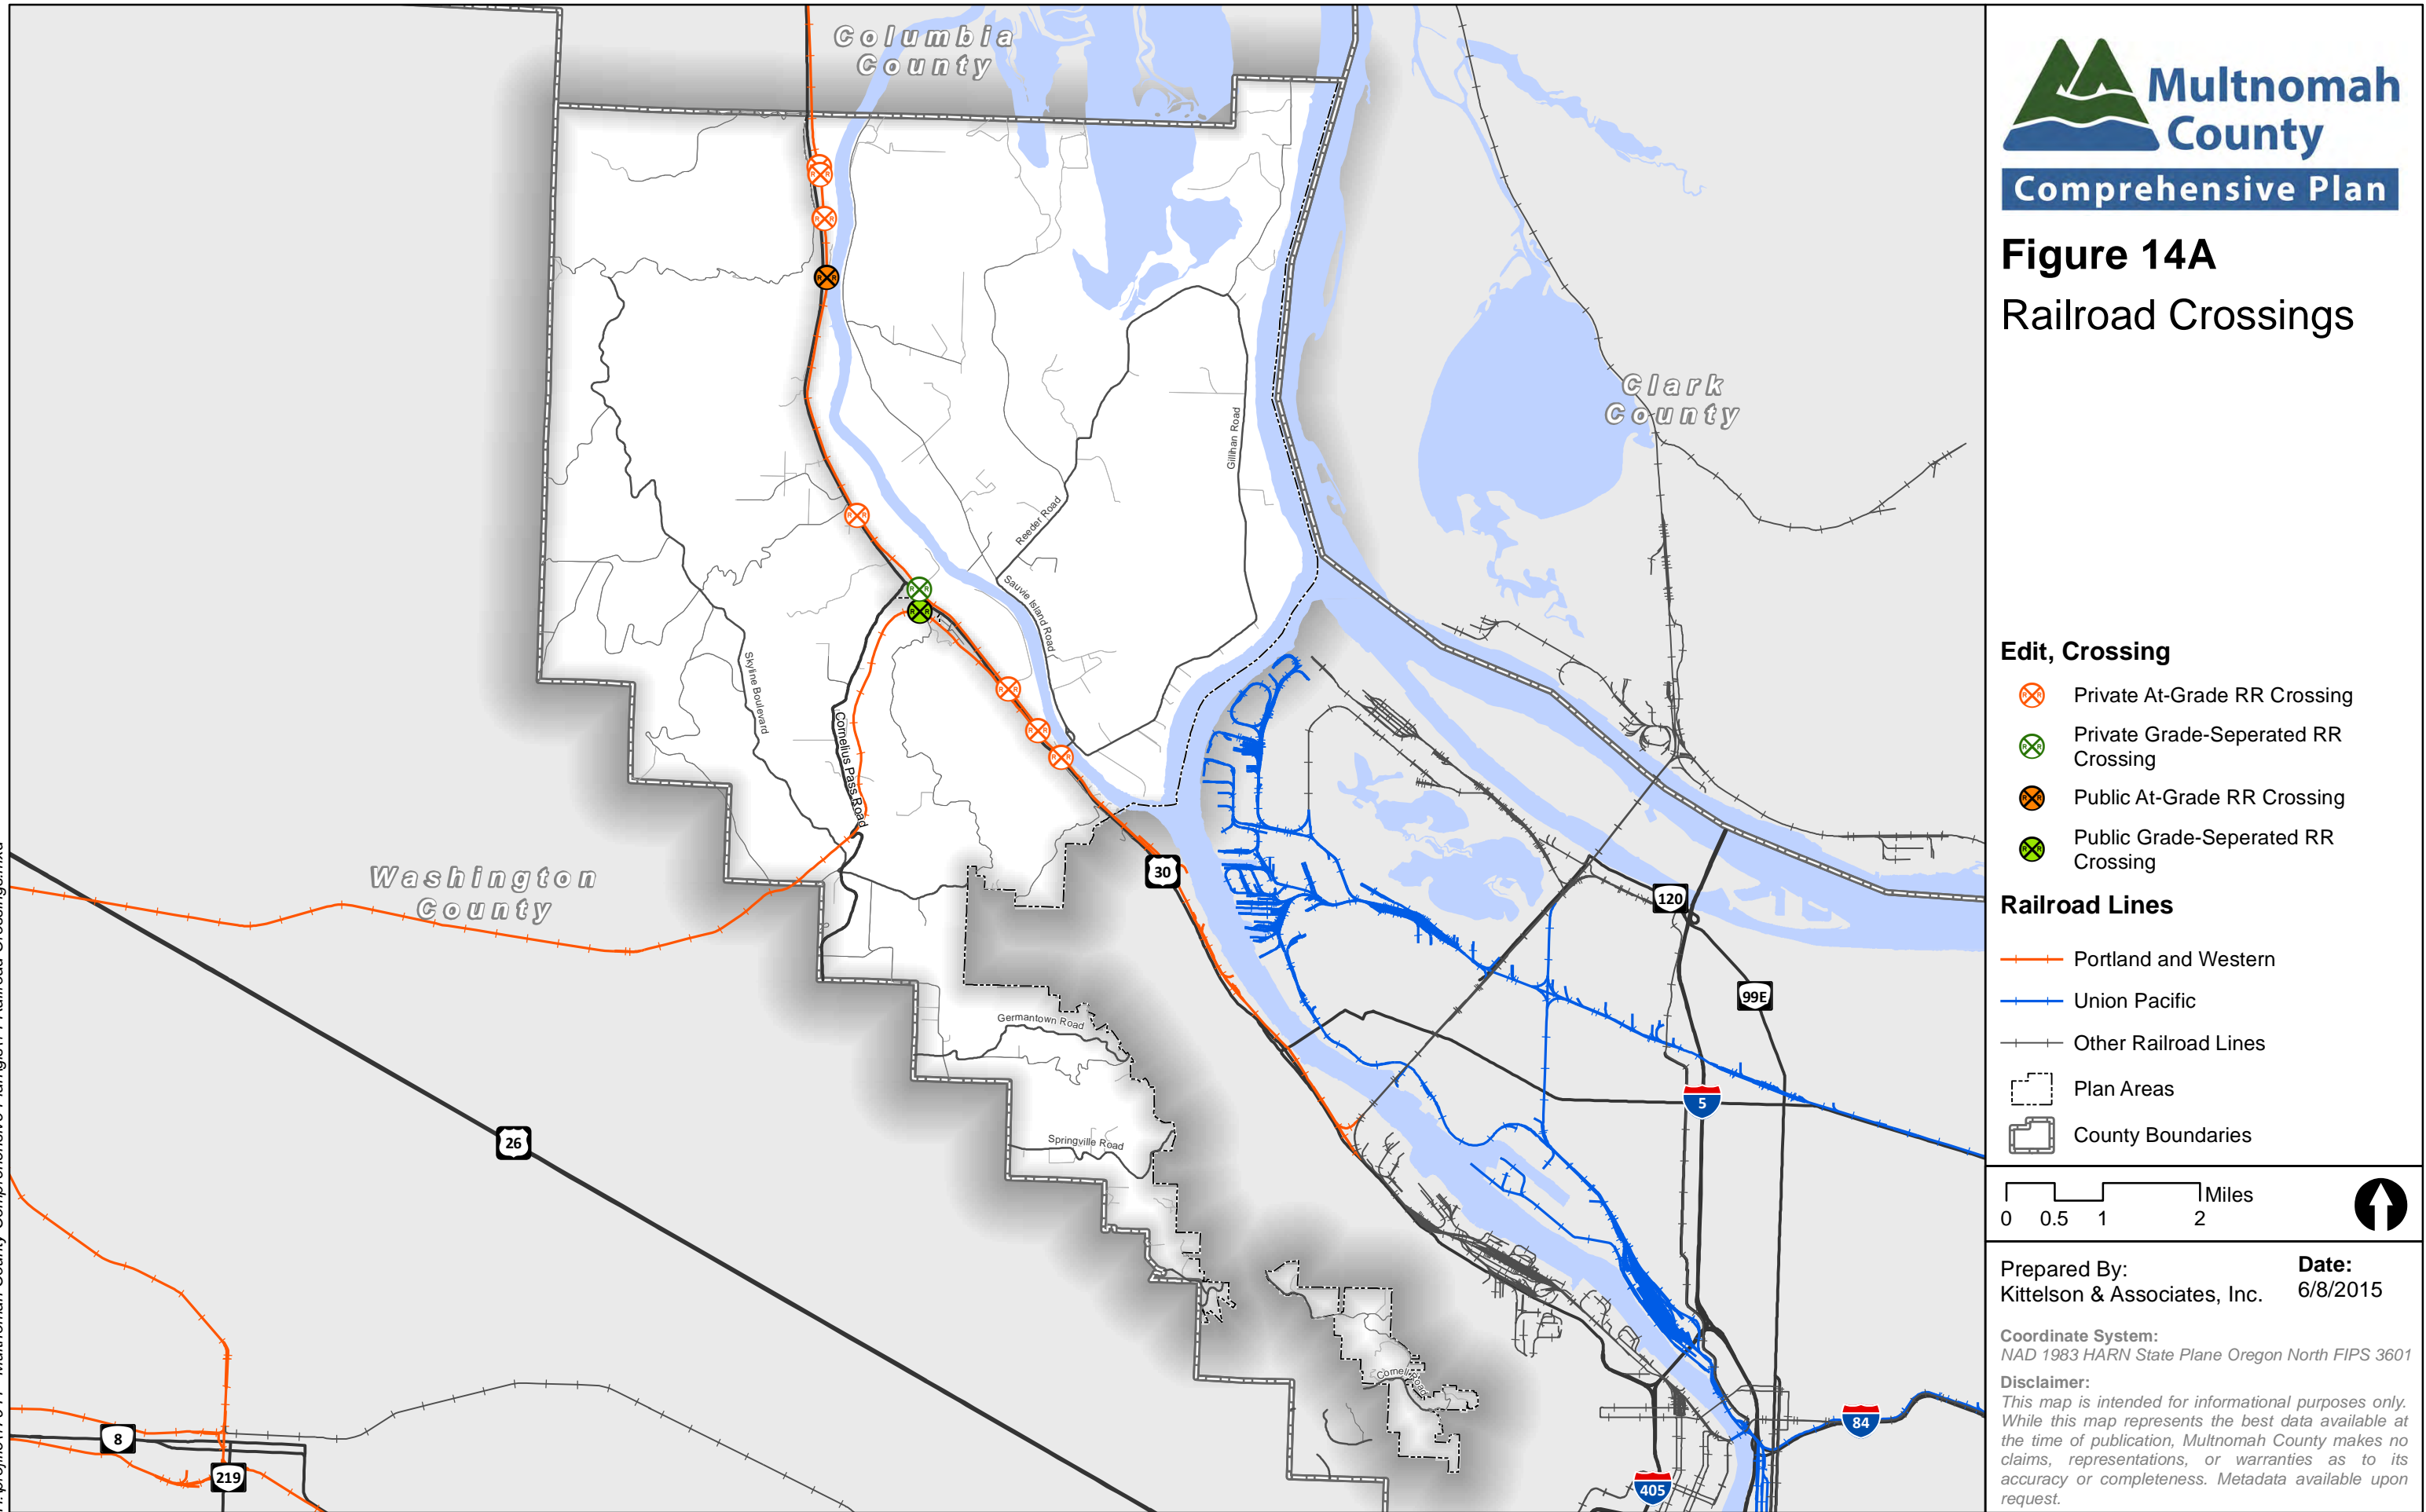 Columbia
County
Clark
County
Washington
County
Gillihan Road
Reeder Road
Sauvie Island Road
Skyline Boulevard
Cornelius Pass Road
Germantown Road
Springville Road
Cornell Road
30
120
99E
5
26
8
219
84
405
Multnomah
County
Comprehensive Plan
Figure 14A
Railroad Crossings
Edit, Crossing
Private At-Grade RR Crossing
Private Grade-Seperated RR
Crossing
Public At-Grade RR Crossing
Public Grade-Seperated RR
Crossing
Railroad Lines
Portland and Western
Union Pacific
Other Railroad Lines
Plan Areas
County Boundaries
Miles
0 0.5 1 2
Prepared By:
Kittelson & Associates, Inc.
Date:
6/8/2015
Coordinate System:
NAD 1983 HARN State Plane Oregon North FIPS 3601
Disclaimer:
This map is intended for informational purposes only.
While this map represents the best data available at
the time of publication, Multnomah County makes no
claims, representations, or warranties as to its
accuracy or completeness. Metadata available upon
request.